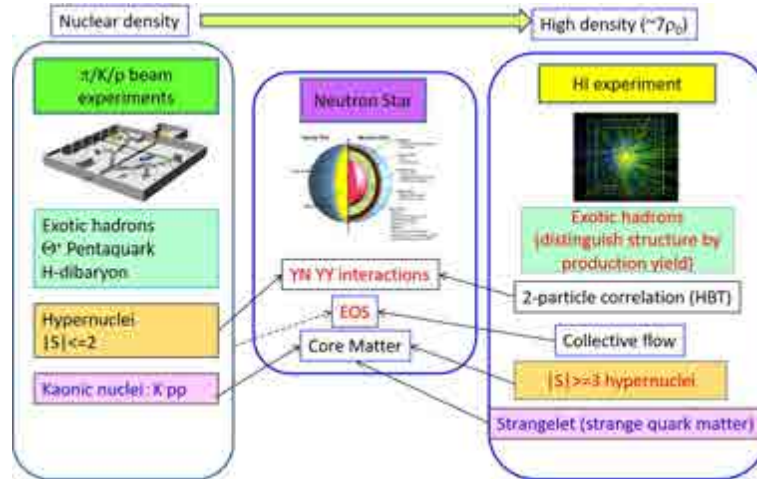 Nuclear density
High density (~7ρ0)
π/K/p beam
experiments
Exotic hadrons
Θ+ Pentaquark
H-dibaryon
Hypernuclei
|S|<=2
Kaonic nuclei: K-pp
Neutron Star
YN YY interactions
EOS
Core Matter
HI experiment
Exotic hadrons
(distinguish structure by
production yield)
2-particle correlation (HBT)
Collective flow
|S|>=3 hypernuclei
Strangelet (strange quark matter)